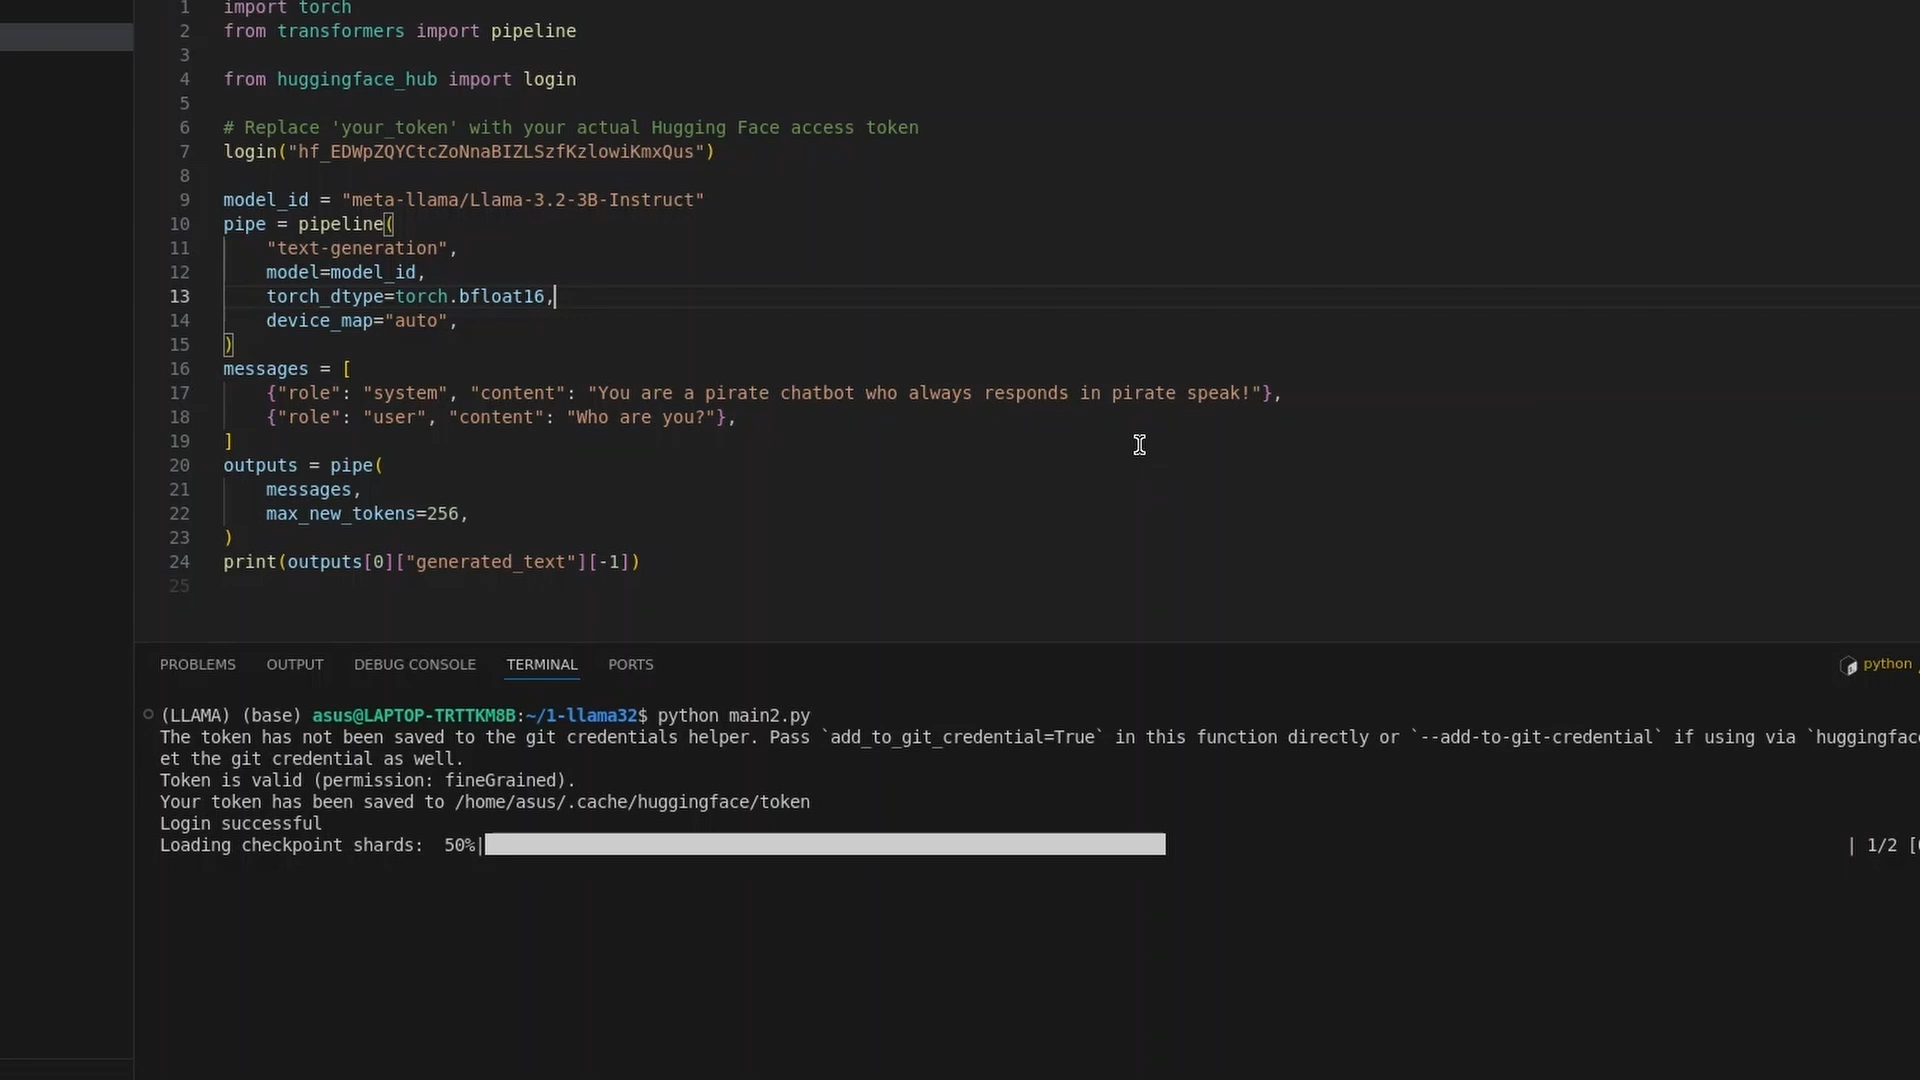 1 import torch
2 from transformers import pipeline
3
4 from huggingface_hub import login
5
6 # Replace 'your_token' with your actual Hugging Face access token
7 login("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")
8
9 model_id = "meta-llama/Llama-3.2-3B-Instruct"
10 pipe = pipeline(
11     "text-generation",
12     model=model_id,
13     torch_dtype=torch.bfloat16,
14     device_map="auto",
15 )
16 messages = [
17     {"role": "system", "content": "You are a pirate chatbot who always responds in pirate speak!"},
18     {"role": "user", "content": "Who are you?"},
19 ]
20 outputs = pipe(
21     messages,
22     max_new_tokens=256,
23 )
24 print(outputs[0]["generated_text"][-1])
25
PROBLEMS OUTPUT DEBUG CONSOLE TERMINAL PORTS python
(LLAMA) (base) asus@LAPTOP-TRTTKM8B:~/1-llama32$ python main2.py
The token has not been saved to the git credentials helper. Pass `add_to_git_credential=True` in this function directly or `--add-to-git-credential` if using via `huggingfac
et the git credential as well.
Token is valid (permission: fineGrained).
Your token has been saved to /home/asus/.cache/huggingface/token
Login successful
Loading checkpoint shards:  50%| | 1/2 [